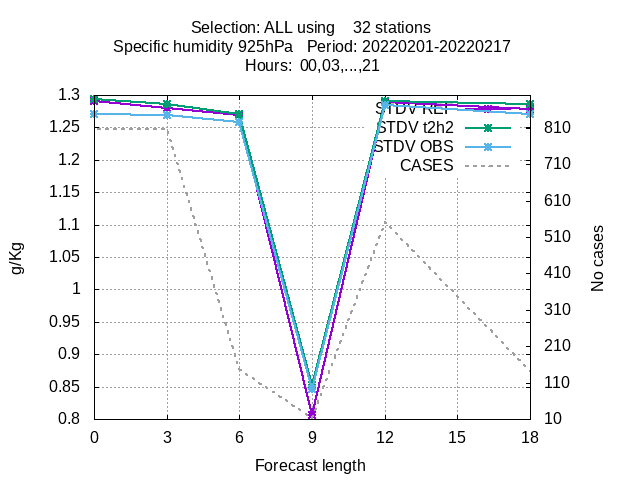 Selection: ALL using    32 stations
Specific humidity 925hPa   Period: 20220201-20220217
Hours:  00,03,...,21
STDV REF
STDV t2h2
STDV OBS
CASES
1.3
1.25
1.2
1.15
1.1
1.05
1
0.95
0.9
0.85
0.8
g/Kg
810
710
610
510
410
310
210
110
10
No cases
0 3 6 9 12 15 18
Forecast length